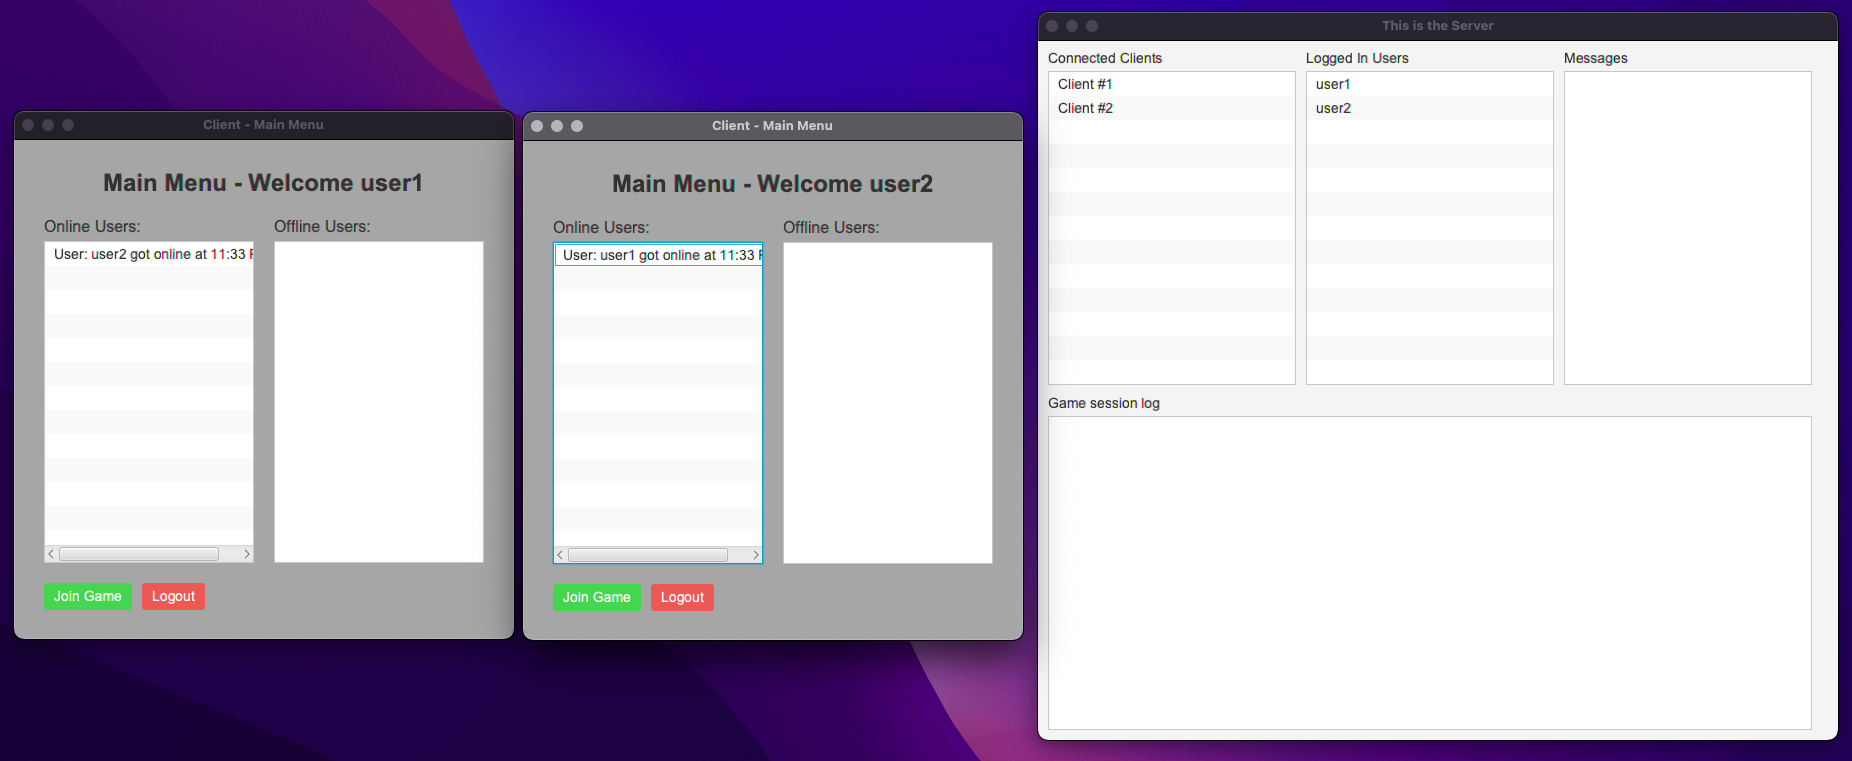 Client - Main Menu
Main Menu - Welcome user1
Online Users:
Offline Users:
User: user2 got online at 11:33
Join Game
Logout
Client - Main Menu
Main Menu - Welcome user2
Online Users:
Offline Users:
User: user1 got online at 11:33
Join Game
Logout
This is the Server
Connected Clients
Client #1
Client #2
Logged In Users
user1
user2
Messages
Game session log